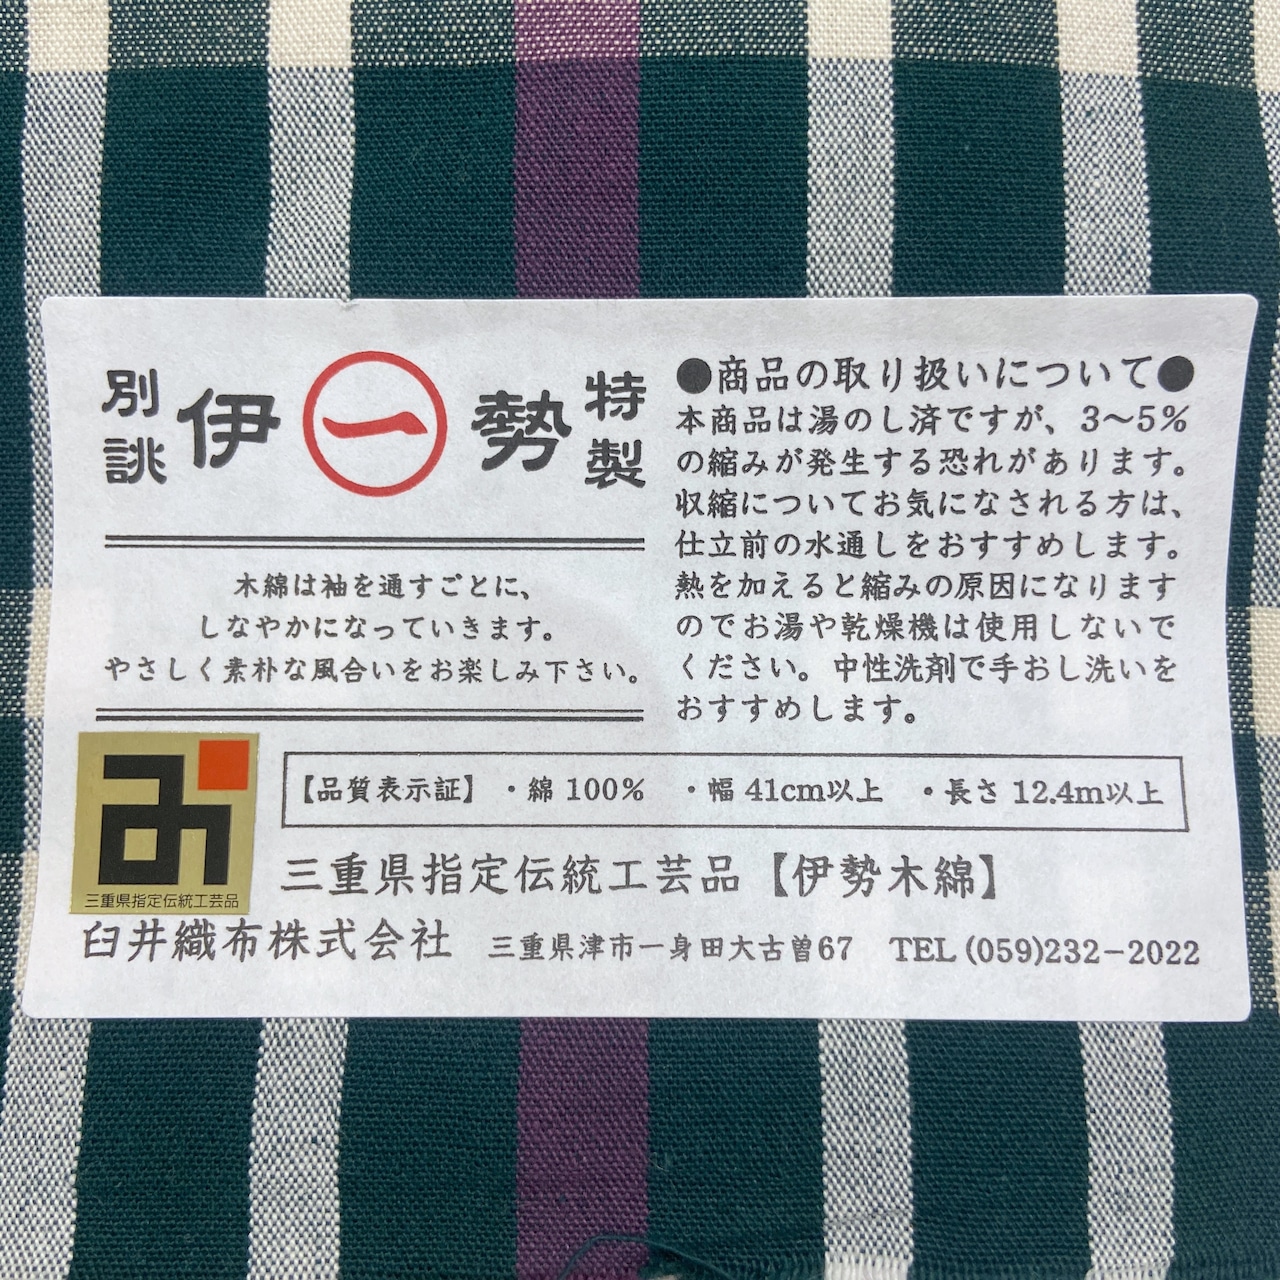 別誂 伊 一 勢 特製
木綿は袖を通すごとに、
しなやかになっていきます。
やさしく素朴な風合いをお楽しみ下さい。
●商品の取り扱いについて●
本商品は湯のし済ですが、3〜5%
の縮みが発生する恐れがあります。
収縮についてお気になされる方は、
仕立前の水通しをおすすめします。
熱を加えると縮みの原因になります
のでお湯や乾燥機は使用しないで
ください。中性洗剤で手おし洗いを
おすすめします。
【品質表示証】・綿 100% ・幅 41cm以上 ・長さ 12.4m以上
三重県指定伝統工芸品
三重県指定伝統工芸品【伊勢木綿】
臼井織布株式会社 三重県津市一身田大古曽67 TEL(059)232-2022